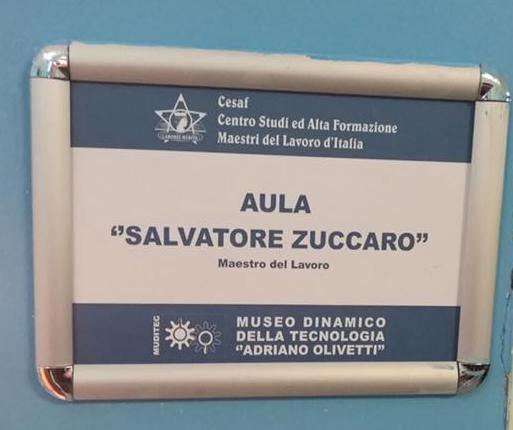 Cesaf
Centro Studi ed Alta Formazione
Maestri del Lavoro d'Italia
AULA
“SALVATORE ZUCCARO”
Maestro del Lavoro
MUDITEC
MUSEO DINAMICO
DELLA TECNOLOGIA
“ADRIANO OLIVETTI”